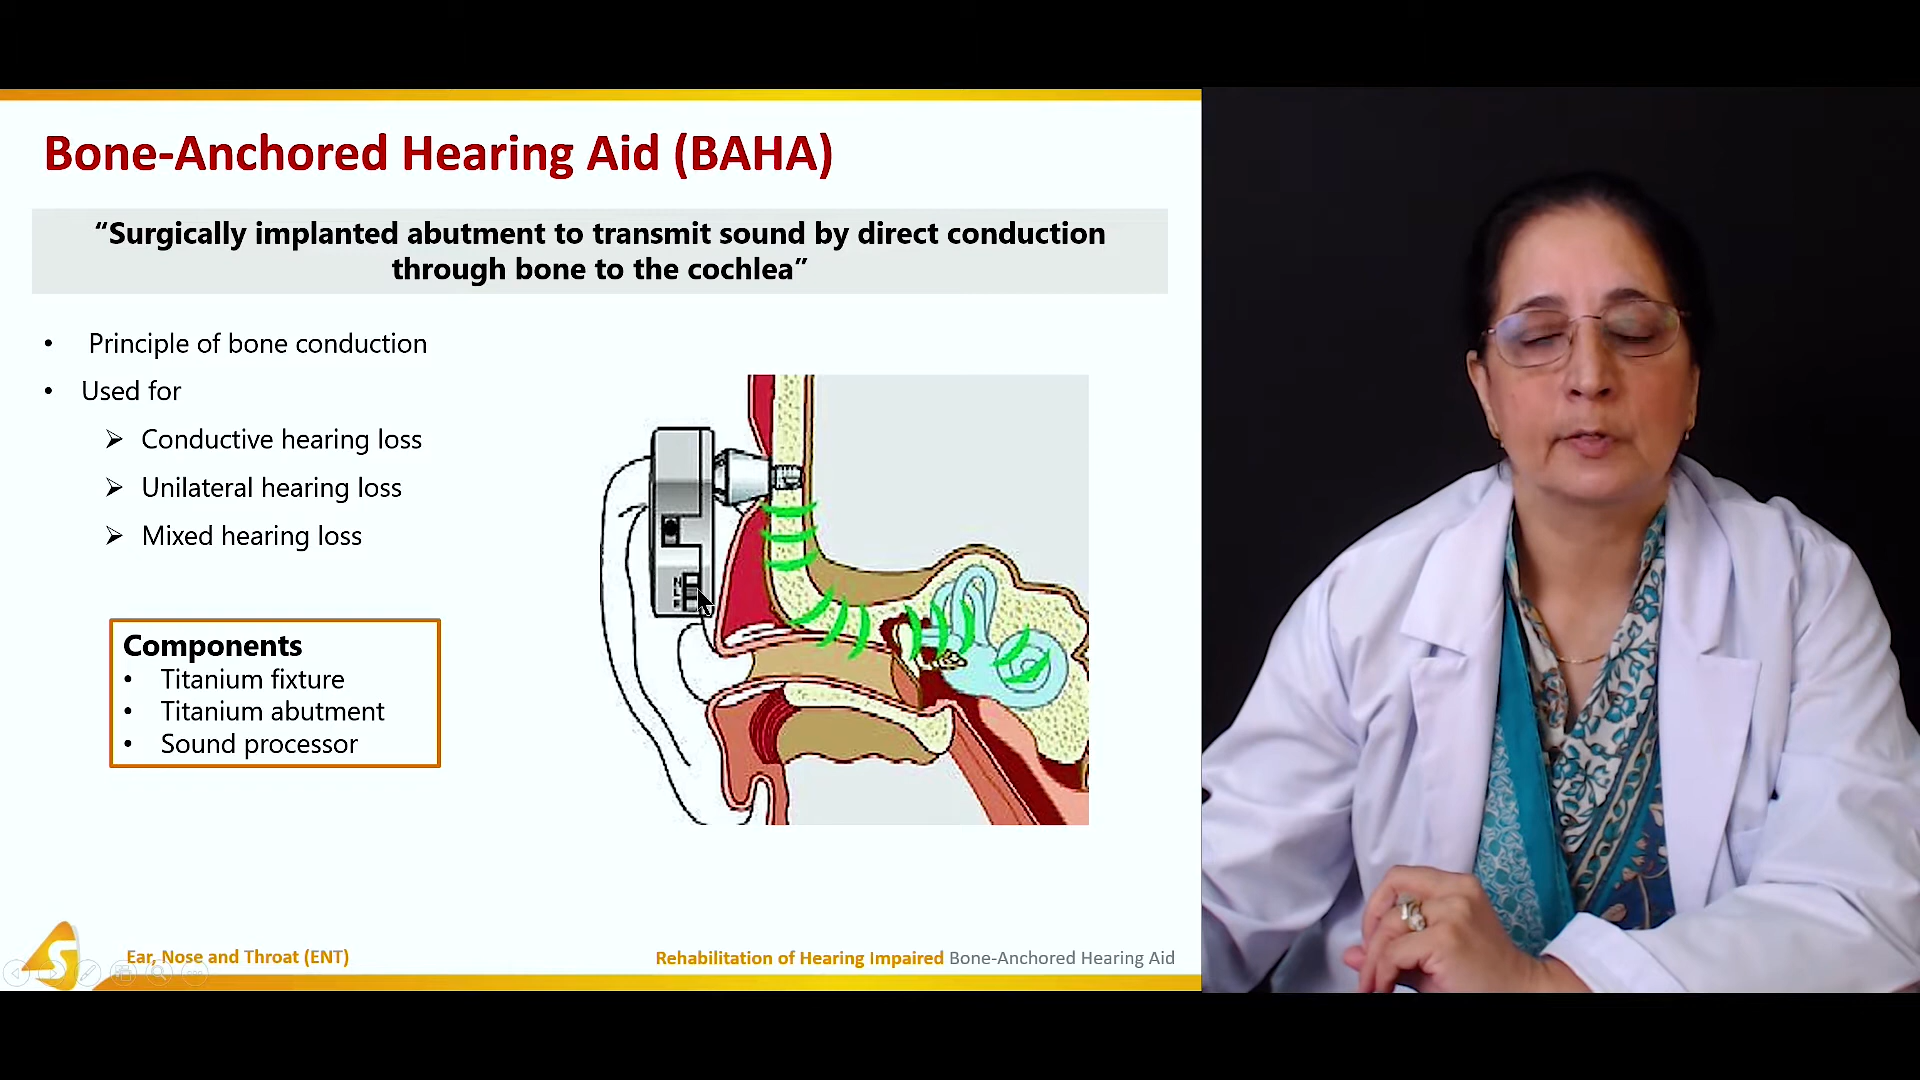 Bone-Anchored Hearing Aid (BAHA)
“Surgically implanted abutment to transmit sound by direct conduction
through bone to the cochlea”
• Principle of bone conduction
• Used for
➢ Conductive hearing loss
➢ Unilateral hearing loss
➢ Mixed hearing loss
Components
• Titanium fixture
• Titanium abutment
• Sound processor
S
Ear, Nose and Throat (ENT)
Rehabilitation of Hearing Impaired Bone-Anchored Hearing Aid